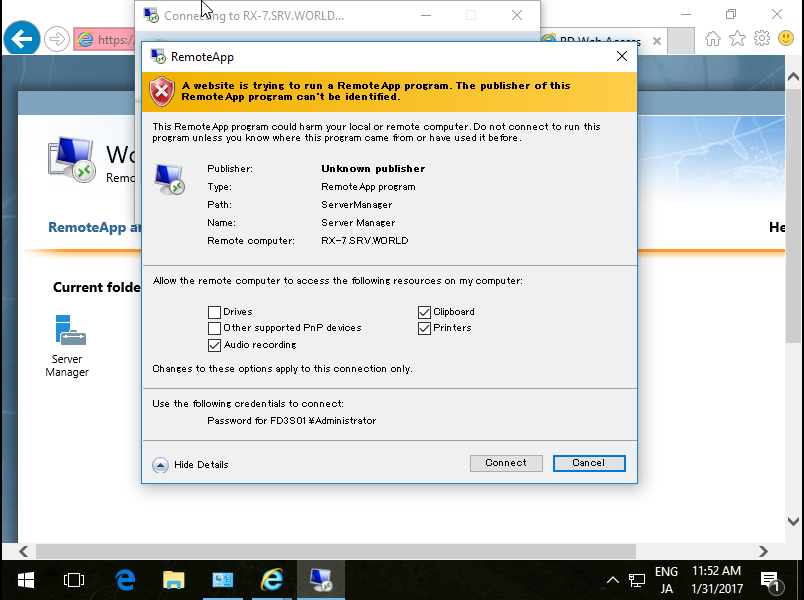 Connecting to RX-7.SRV.WORLD...
https:/
RD Web Access
RemoteApp
A website is trying to run a RemoteApp program. The publisher of this
RemoteApp program can't be identified.
This RemoteApp program could harm your local or remote computer. Do not connect to run this
program unless you know where this program came from or have used it before.
Publisher: Unknown publisher
Type: RemoteApp program
Path: ServerManager
Name: Server Manager
Remote computer: RX-7.SRV.WORLD
Wo
Remo
RemoteApp an
He
Current folde
Server
Manager
Allow the remote computer to access the following resources on my computer:
Drives
Clipboard
Other supported PnP devices
Printers
Audio recording
Changes to these options apply to this connection only.
Use the following credentials to connect:
Password for FD3S01¥Administrator
Hide Details
Connect
Cancel
ENG
JA
11:52 AM
1/31/2017
1